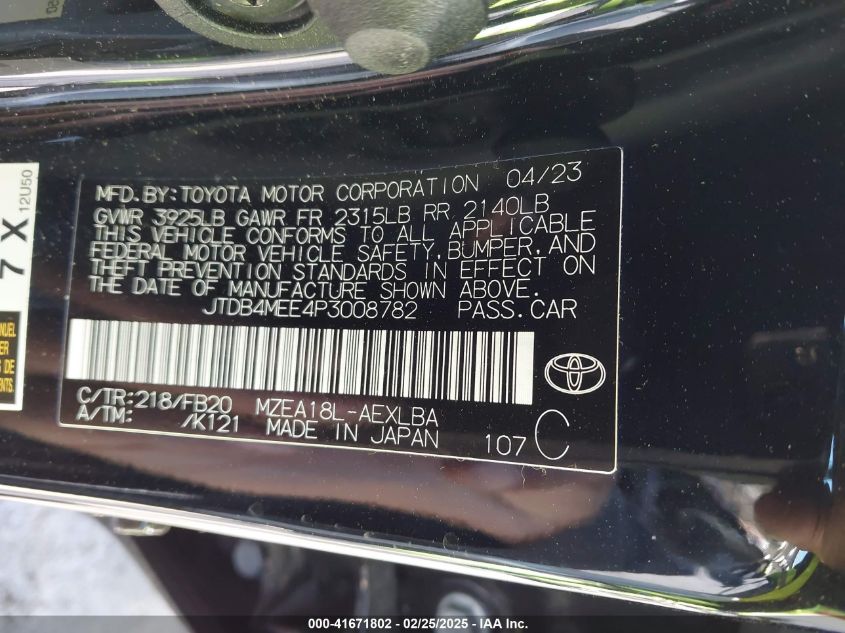 MFD.BY:TOYOTA MOTOR CORPORATION 04/23
GVWR 3925LB GAWR FR 2315LB RR 2140LB
THIS VEHICLE CONFORMS TO ALL APPLICABLE
FEDERAL MOTOR VEHICLE SAFETY,BUMPER,AND
THEFT PREVENTION STANDARDS IN EFFECT ON
THE DATE OF MANUFACTURE SHOWN ABOVE.
JTDB4MEE4P3008782 PASS.CAR
C/TR:218/FB20 MZEA18L-AEXLBA
A/TM: /K121 MADE IN JAPAN
107 C
7 X
12U50
DE
000-41671802 - 02/25/2025 - IAA Inc.